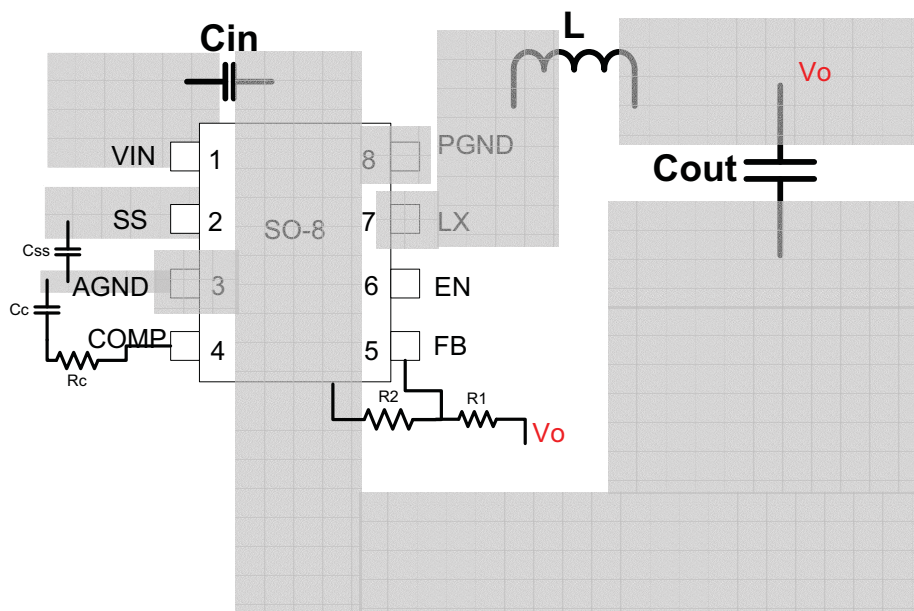 Cin
L
Vo
VIN
1
8
PGND
Cout
SS
2
SO-8
7
LX
Css
AGND
3
6
EN
Cc
COMP
4
5
FB
Rc
R2
R1
Vo